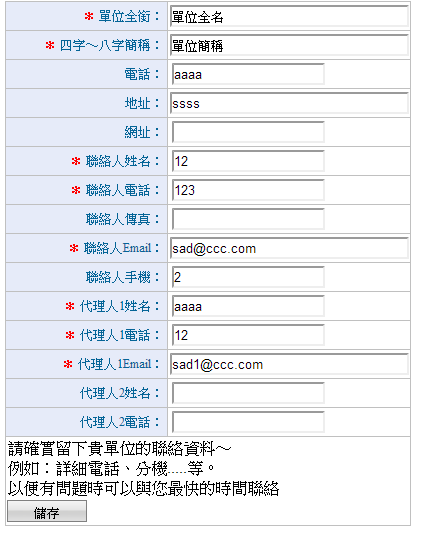 * 單位全銜： 單位全名
* 四字～八字簡稱： 單位簡稱
電話： aaaa
地址： ssss
網址：
* 聯絡人姓名： 12
* 聯絡人電話： 123
聯絡人傳真：
* 聯絡人Email： sad@ccc.com
聯絡人手機： 2
* 代理人1姓名： aaaa
* 代理人1電話： 12
* 代理人1Email： sad1@ccc.com
代理人2姓名：
代理人2電話：
請確實留下貴單位的聯絡資料～
例如：詳細電話、分機.....等。
以便有問題時可以與您最快的時間聯絡
儲存